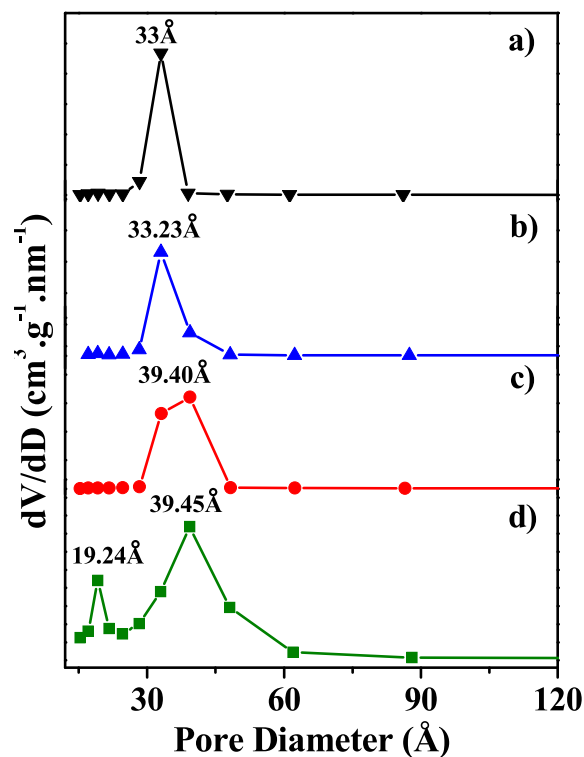 33Å
a)
33.23Å
b)
39.40Å
c)
39.45Å
d)
19.24Å
dV/dD (cm³.g⁻¹.nm⁻¹)
30
60
90
120
Pore Diameter (Å)